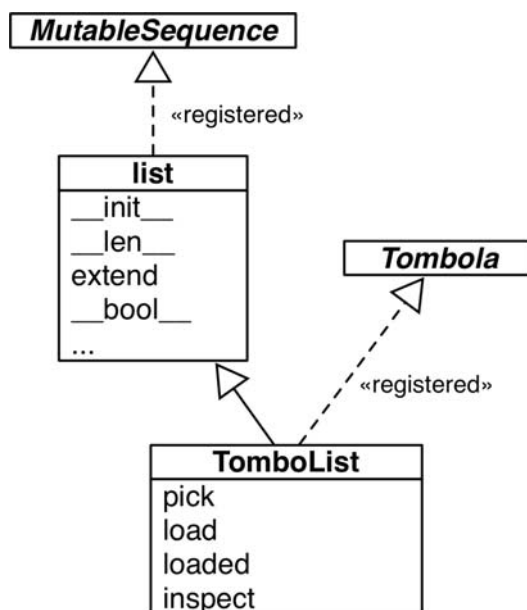 MutableSequence
«registered»
list
__init__
__len__
extend
__bool__
...
Tombola
«registered»
TomboList
pick
load
loaded
inspect